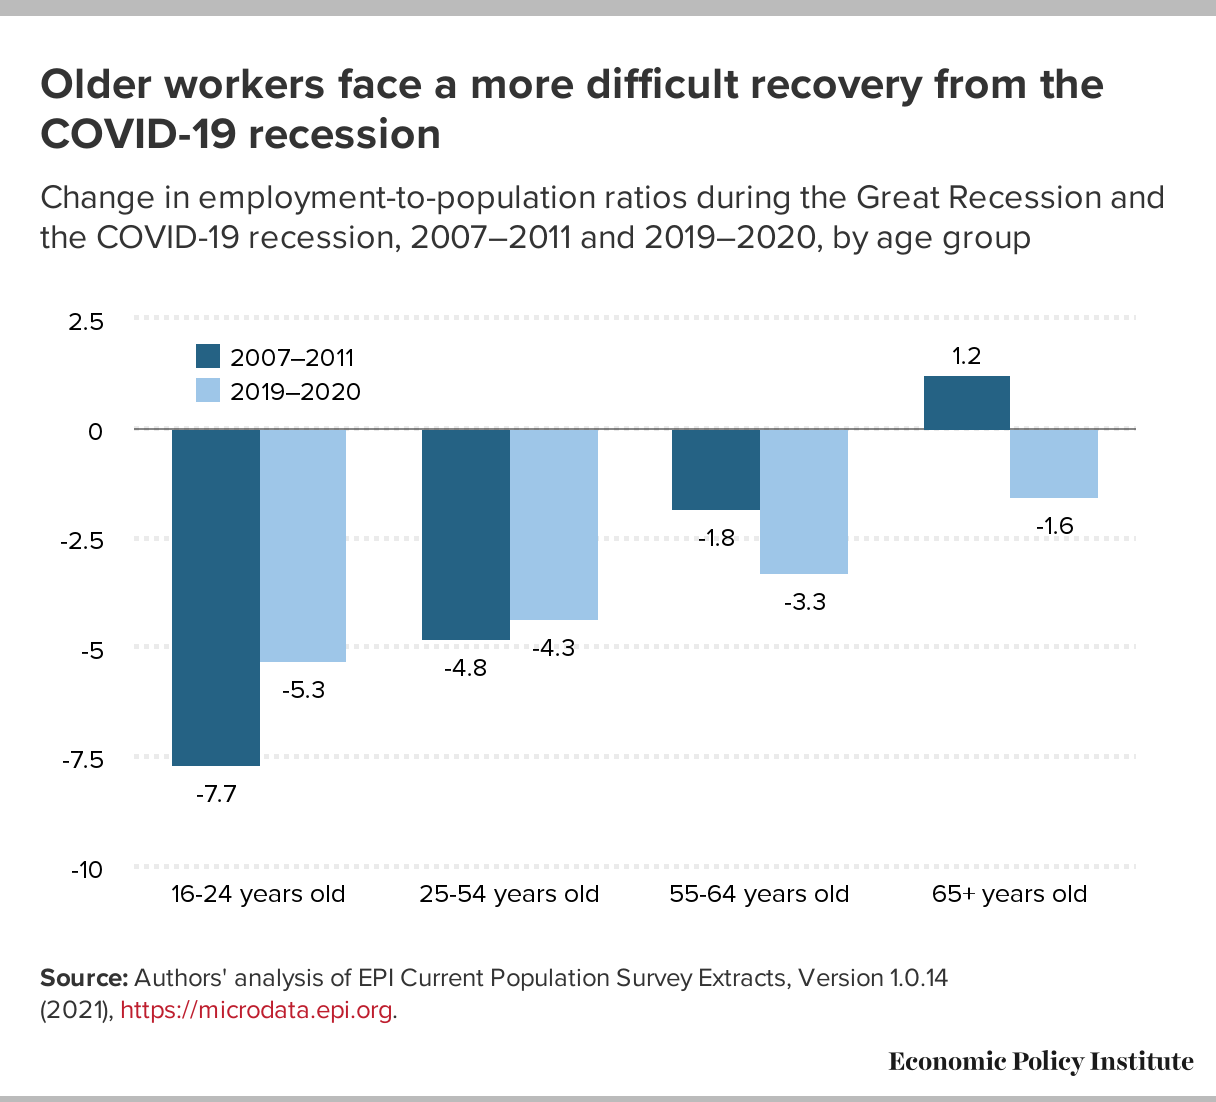 Older workers face a more difficult recovery from the
COVID-19 recession
Change in employment-to-population ratios during the Great Recession and
the COVID-19 recession, 2007–2011 and 2019–2020, by age group
2.5
0
-2.5
-5
-7.5
-10
2007–2011
2019–2020
-7.7
-5.3
-4.8
-4.3
-1.8
-3.3
1.2
-1.6
16-24 years old
25-54 years old
55-64 years old
65+ years old
Source: Authors' analysis of EPI Current Population Survey Extracts, Version 1.0.14
(2021), https://microdata.epi.org.
Economic Policy Institute